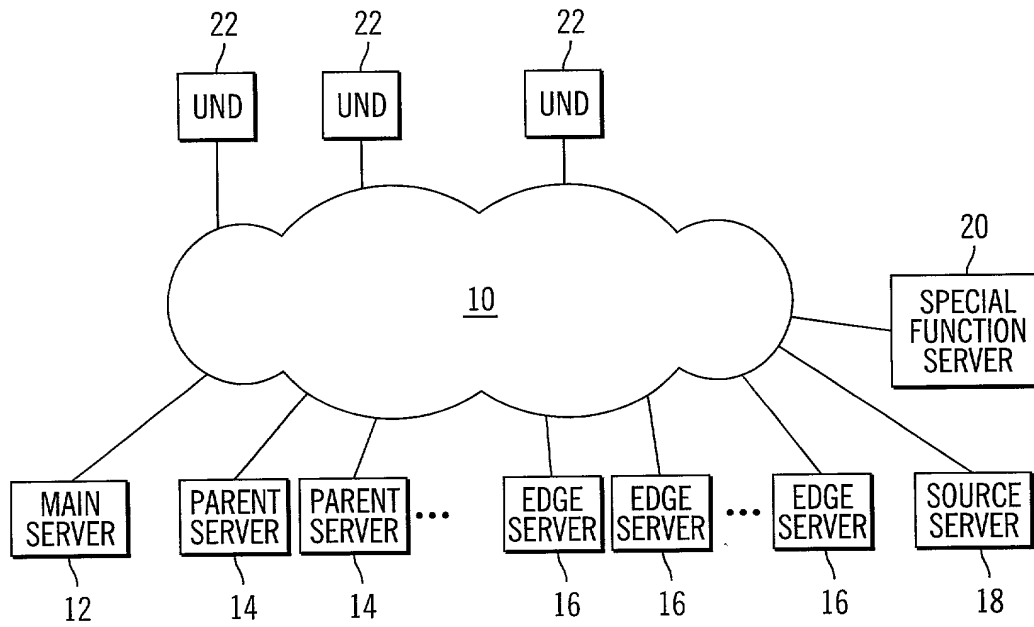 22 22 22
UND UND UND
20
10
SPECIAL
FUNCTION
SERVER
MAIN
SERVER
PARENT
SERVER
PARENT
SERVER
...
EDGE
SERVER
EDGE
SERVER
...
EDGE
SERVER
SOURCE
SERVER
12 14 14 16 16 16 18